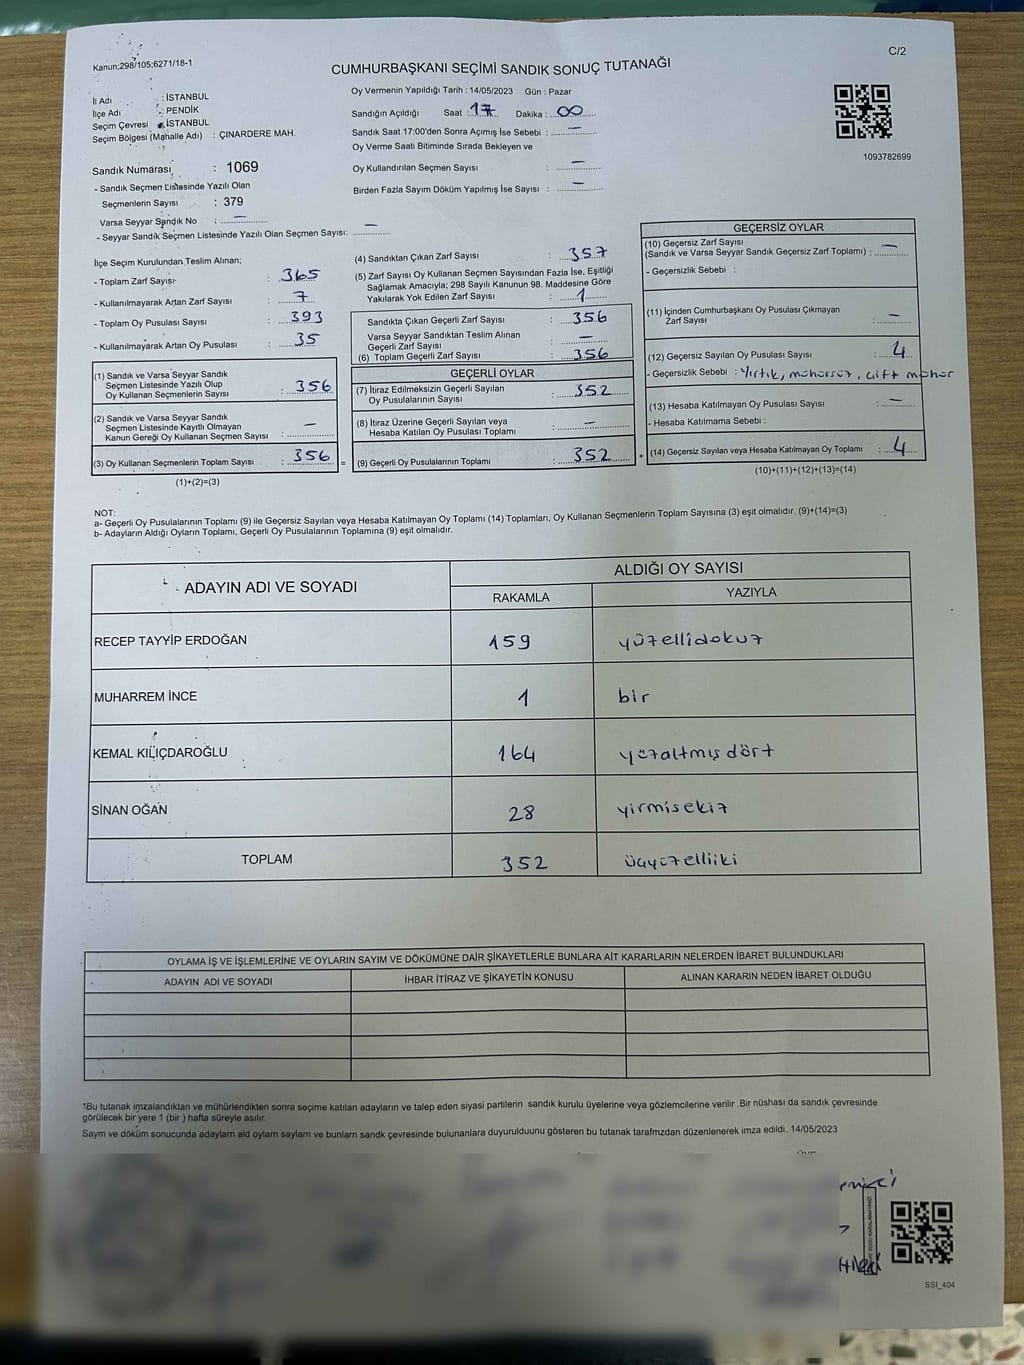 Kanun;298/105;6271/18-1
C/2
CUMHURBAŞKANI SEÇİMİ SANDIK SONUÇ TUTANAĞI
İl Adı : İSTANBUL
İlçe Adı : PENDİK
Seçim Çevresi : İSTANBUL
Seçim Bölgesi (Mahalle Adı) : ÇINARDERE MAH.
Sandık Numarası : 1069
- Sandık Seçmen Listesinde Yazılı Olan
Seçmenlerin Sayısı : 379
Varsa Seyyar Sandık No : —
- Seyyar Sandık Seçmen Listesinde Yazılı Olan Seçmen Sayısı: —
Oy Vermenin Yapıldığı Tarih : 14/05/2023 Gün : Pazar
Sandığın Açıldığı Saat : 17 Dakika : 00
Sandık Saat 17:00'den Sonra Açımış İse Sebebi : —
Oy Verme Saati Bitiminde Sırada Bekleyen ve
Oy Kullandırılan Seçmen Sayısı : —
Birden Fazla Sayım Döküm Yapılmış İse Sayısı : —
1093782699
İlçe Seçim Kurulundan Teslim Alınan;
- Toplam Zarf Sayısı : 365
- Kullanılmayarak Artan Zarf Sayısı : 7
- Toplam Oy Pusulası Sayısı : 393
- Kullanılmayarak Artan Oy Pusulası : 35
(1) Sandık ve Varsa Seyyar Sandık
Seçmen Listesinde Yazılı Olup
Oy Kullanan Seçmenlerin Sayısı : 356
(2) Sandık ve Varsa Seyyar Sandık
Seçmen Listesinde Kayıtlı Olmayan
Kanun Gereği Oy Kullanan Seçmen Sayısı : —
(3) Oy Kullanan Seçmenlerin Toplam Sayısı : 356
(1)+(2)=(3)
(4) Sandıktan Çıkan Zarf Sayısı : 357
(5) Zarf Sayısı Oy Kullanan Seçmen Sayısından Fazla İse, Eşitliği
Sağlamak Amacıyla; 298 Sayılı Kanunun 98. Maddesine Göre
Yakılarak Yok Edilen Zarf Sayısı : 1
Sandıkta Çıkan Geçerli Zarf Sayısı : 356
Varsa Seyyar Sandıktan Teslim Alınan
Geçerli Zarf Sayısı : —
(6) Toplam Geçerli Zarf Sayısı : 356
GEÇERLİ OYLAR
(7) İtiraz Edilmeksizin Geçerli Sayılan
Oy Pusulalarının Sayısı : 352
(8) İtiraz Üzerine Geçerli Sayılan veya
Hesaba Katılan Oy Pusulası Toplamı : —
= (9) Geçerli Oy Pusulalarının Toplamı : 352
GEÇERSİZ OYLAR
(10) Geçersiz Zarf Sayısı
(Sandık ve Varsa Seyyar Sandık Geçersiz Zarf Toplamı) : —
- Geçersizlik Sebebi :
(11) İçinden Cumhurbaşkanı Oy Pusulası Çıkmayan
Zarf Sayısı : —
(12) Geçersiz Sayılan Oy Pusulası Sayısı : 4
- Geçersizlik Sebebi : Yırtık, mühürsüz, çift mühür
(13) Hesaba Katılmayan Oy Pusulası Sayısı : —
- Hesaba Katılmama Sebebi :
+ (14) Geçersiz Sayılan veya Hesaba Katılmayan Oy Toplamı : 4
(10)+(11)+(12)+(13)=(14)
NOT:
a- Geçerli Oy Pusulalarının Toplamı (9) ile Geçersiz Sayılan veya Hesaba Katılmayan Oy Toplamı (14) Toplamları, Oy Kullanan Seçmenlerin Toplam Sayısına (3) eşit olmalıdır. (9)+(14)=(3)
b- Adayların Aldığı Oyların Toplamı, Geçerli Oy Pusulalarının Toplamına (9) eşit olmalıdır.
ADAYIN ADI VE SOYADI
ALDIĞI OY SAYISI
RAKAMLA YAZIYLA
RECEP TAYYİP ERDOĞAN 159 yüzellidokuz
MUHARREM İNCE 1 bir
KEMAL KILIÇDAROĞLU 164 yüzaltmış dört
SİNAN OĞAN 28 yirmisekiz
TOPLAM 352 üçyüzelliiki
OYLAMA İŞ VE İŞLEMLERİNE VE OYLARIN SAYIM VE DÖKÜMÜNE DAİR ŞİKAYETLERLE BUNLARA AİT KARARLARIN NELERDEN İBARET BULUNDUKLARI
ADAYIN ADI VE SOYADI İHBAR İTİRAZ VE ŞİKAYETİN KONUSU ALINAN KARARIN NEDEN İBARET OLDUĞU
*Bu tutanak imzalandıktan ve mühürlendikten sonra seçime katılan adayların ve talep eden siyasi partilerin sandık kurulu üyelerine veya gözlemcilerine verilir .Bir nüshası da sandık çevresinde
görülecek bir yere 1 (bir ) hafta süreyle asılır.
Saym ve döküm sonucunda adaylarn ald oylarn saylarn ve bunlarn sandk çevresinde bulunanlara duyurulduunu gösteren bu tutanak tarafmzdan düzenlenerek imza edildi. 14/05/2023
SSI_404